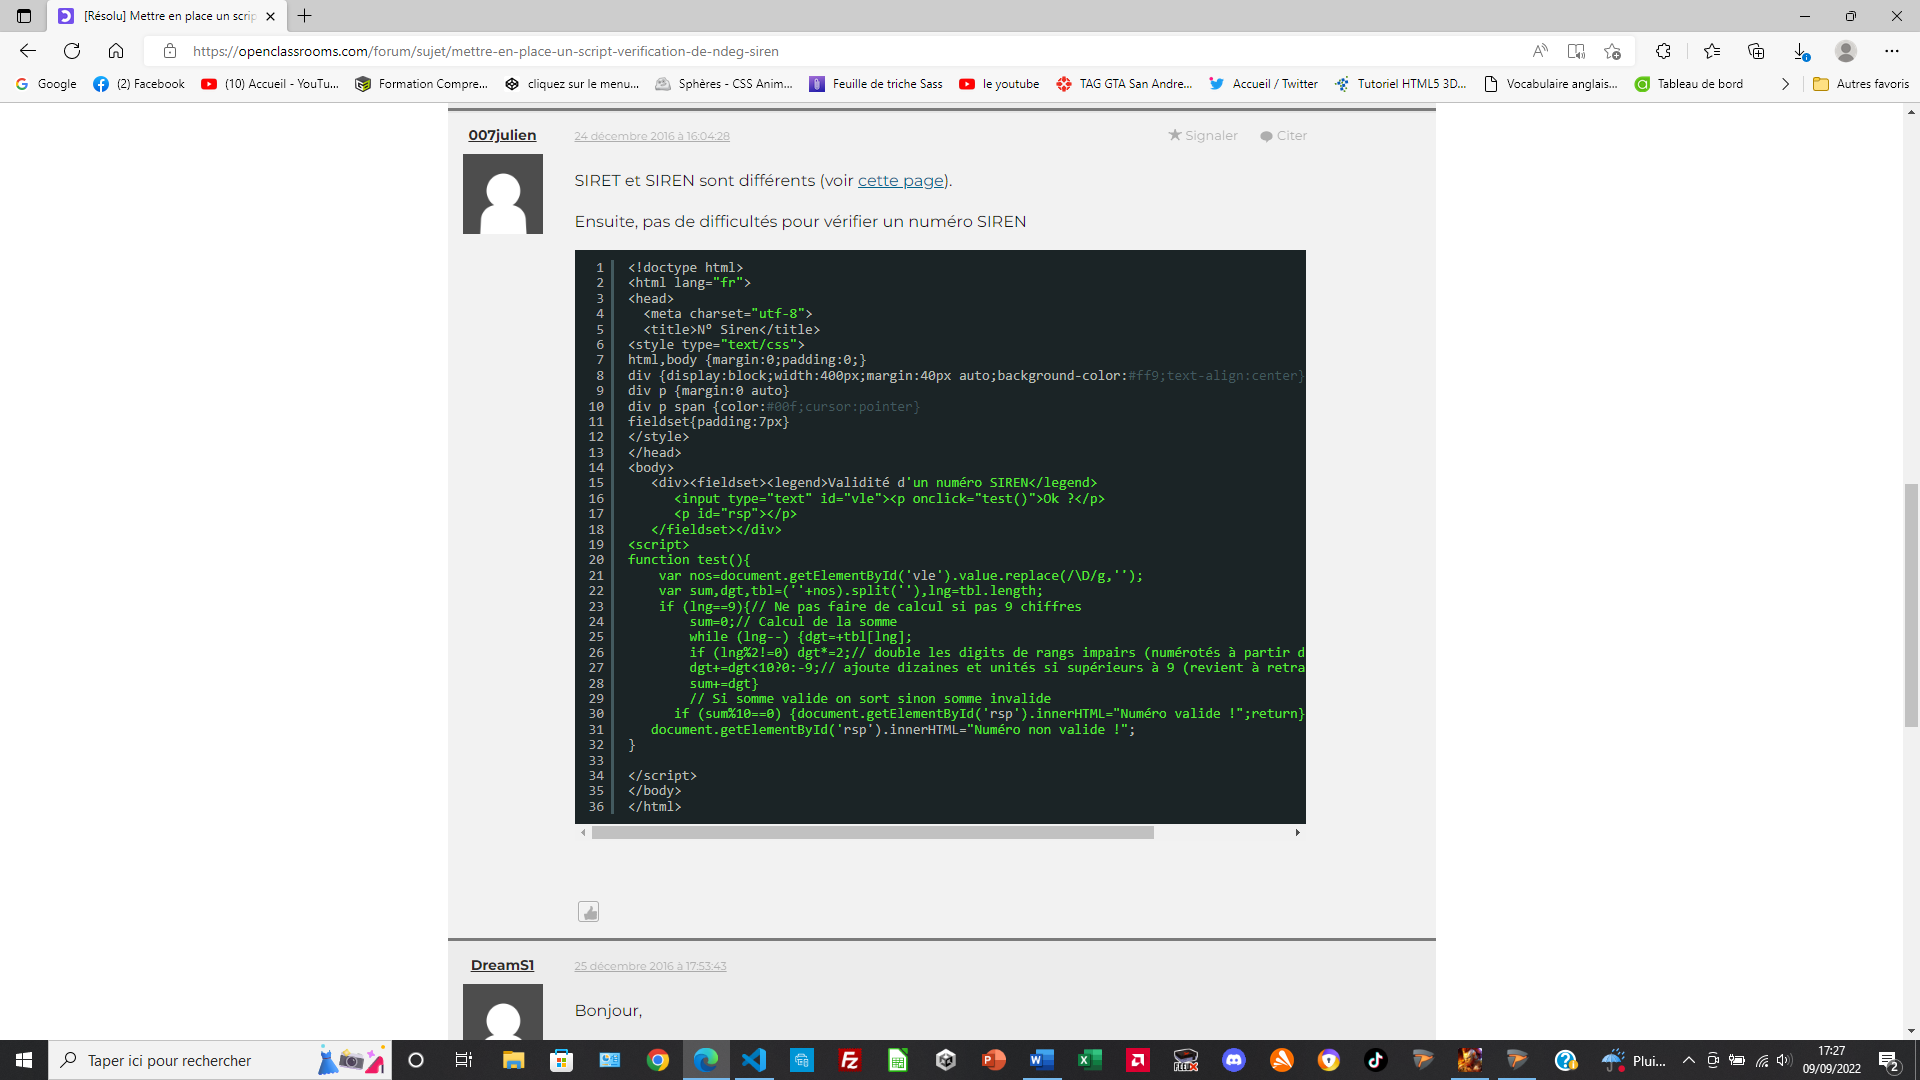 [Résolu] Mettre en place un scrip
https://openclassrooms.com/forum/sujet/mettre-en-place-un-script-verification-de-ndeg-siren
Google
(2) Facebook
(10) Accueil - YouTu...
Formation Compre...
cliquez sur le menu...
Sphères - CSS Anim...
Feuille de triche Sass
le youtube
TAG GTA San Andre...
Accueil / Twitter
Tutoriel HTML5 3D...
Vocabulaire anglais...
Tableau de bord
Autres favoris
007julien
24 décembre 2016 à 16:04:28
Signaler
Citer
SIRET et SIREN sont différents (voir cette page).
Ensuite, pas de difficultés pour vérifier un numéro SIREN
1 <!doctype html>
2 <html lang="fr">
3 <head>
4 <meta charset="utf-8">
5 <title>N° Siren</title>
6 <style type="text/css">
7 html,body {margin:0;padding:0;}
8 div {display:block;width:400px;margin:40px auto;background-color:#ff9;text-align:center}
9 div p {margin:0 auto}
10 div p span {color:#00f;cursor:pointer}
11 fieldset{padding:7px}
12 </style>
13 </head>
14 <body>
15 <div><fieldset><legend>Validité d'un numéro SIREN</legend>
16 <input type="text" id="vle"><p onclick="test()">Ok ?</p>
17 <p id="rsp"></p>
18 </fieldset></div>
19 <script>
20 function test(){
21 var nos=document.getElementById('vle').value.replace(/\D/g,'');
22 var sum,dgt,tbl=(''+nos).split(''),lng=tbl.length;
23 if (lng==9){// Ne pas faire de calcul si pas 9 chiffres
24 sum=0;// Calcul de la somme
25 while (lng--) {dgt=+tbl[lng];
26 if (lng%2!=0) dgt*=2;// double les digits de rangs impairs (numérotés à partir d
27 dgt+=dgt<10?0:-9;// ajoute dizaines et unités si supérieurs à 9 (revient à retra
28 sum+=dgt}
29 // Si somme valide on sort sinon somme invalide
30 if (sum%10==0) {document.getElementById('rsp').innerHTML="Numéro valide !";return}
31 document.getElementById('rsp').innerHTML="Numéro non valide !";
32 }
33
34 </script>
35 </body>
36 </html>
DreamS1
25 décembre 2016 à 17:53:43
Bonjour,
Taper ici pour rechercher
Plui...
17:27
09/09/2022
2